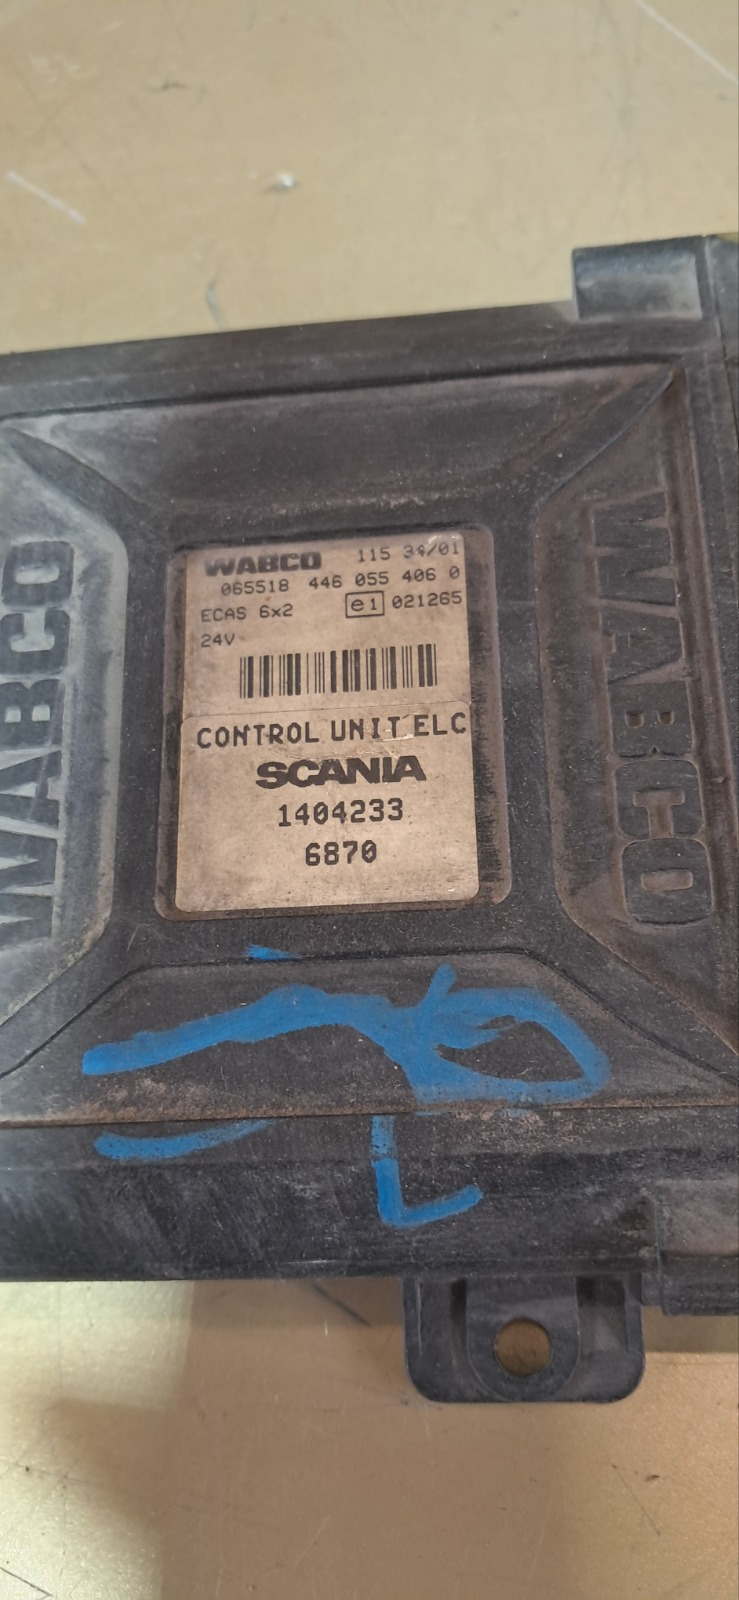 WABCO 115 34/01
065518 446 055 406 0
ECAS 6x2 e1 021265
24V
CONTROL UNIT ELC
SCANIA
1404233
6870
WABCO
WABCO